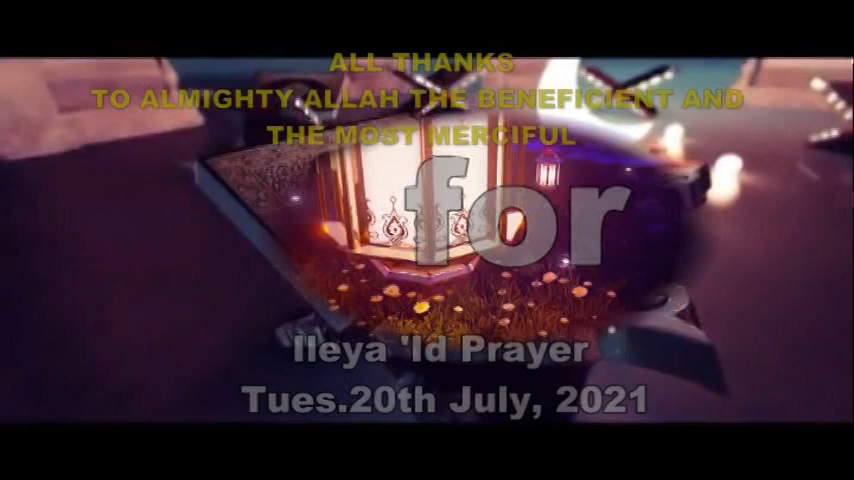 ALL THANKS
TO ALMIGHTY ALLAH THE BENEFICIENT AND
THE MOST MERCIFUL
for
Ileya 'Id Prayer
Tues.20th July, 2021